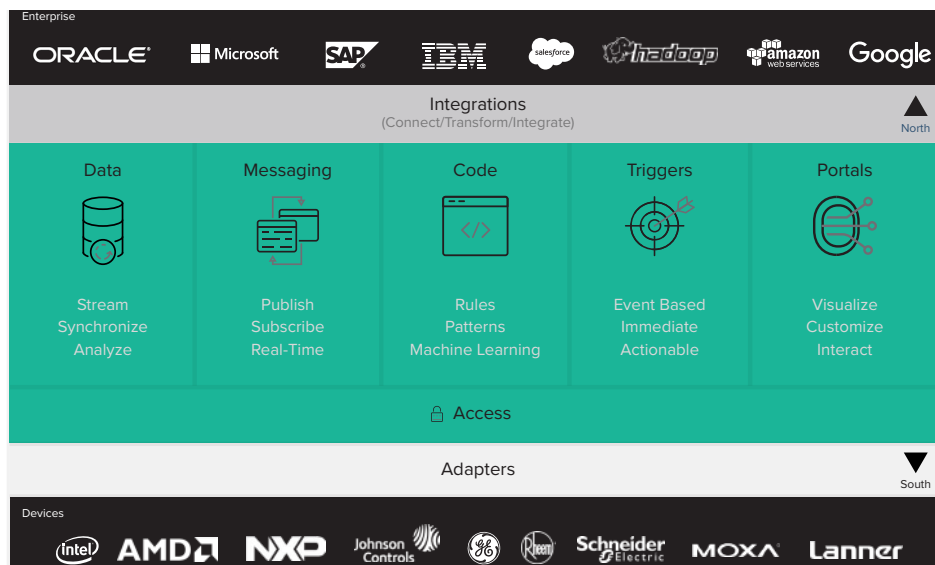 Enterprise
ORACLE® Microsoft SAP® IBM salesforce hadoop amazon web services Google
Integrations
(Connect/Transform/Integrate)
North
Data Messaging Code Triggers Portals
</>
Stream Publish Rules Event Based Visualize
Synchronize Subscribe Patterns Immediate Customize
Analyze Real-Time Machine Learning Actionable Interact
Access
Adapters
South
Devices
intel AMD NXP Johnson Controls GE Rheem Schneider Electric MOXA Lanner